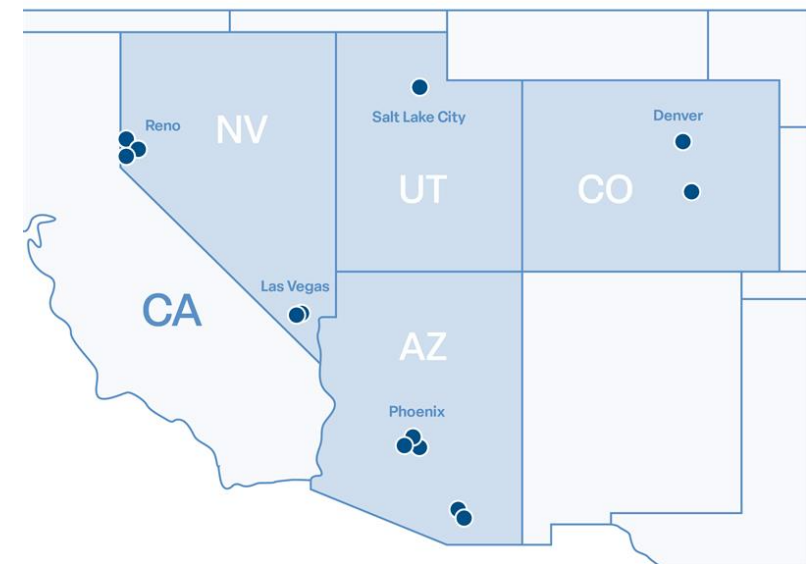 Reno
NV
Salt Lake City
Denver
UT
CO
Las Vegas
CA
AZ
Phoenix